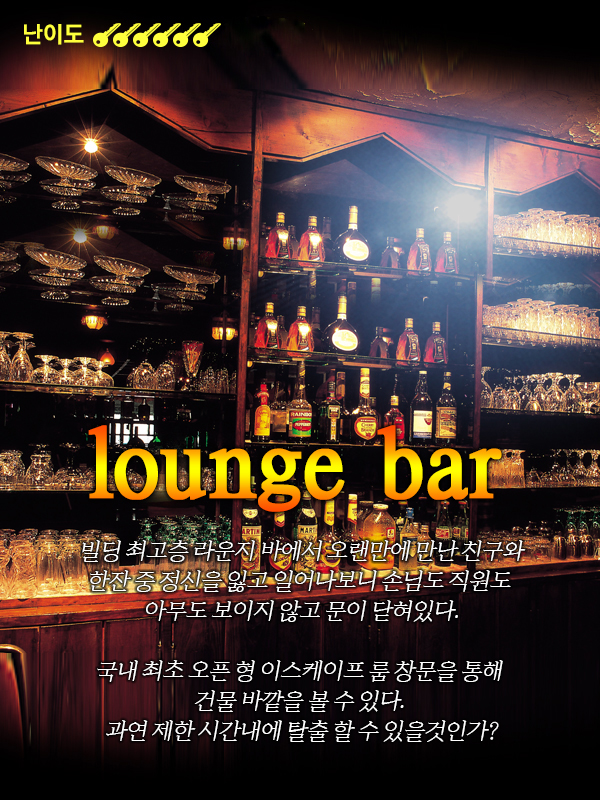 난이도
lounge bar
빌딩 최고층 라운지 바에서 오랜만에 만난 친구와
한잔 중 정신을 잃고 일어나보니 손님도 직원도
아무도 보이지 않고 문이 닫혀있다.
국내 최초 오픈 형 이스케이프 룸 창문을 통해
건물 바깥을 볼 수 있다.
과연 제한 시간내에 탈출 할 수 있을것인가?